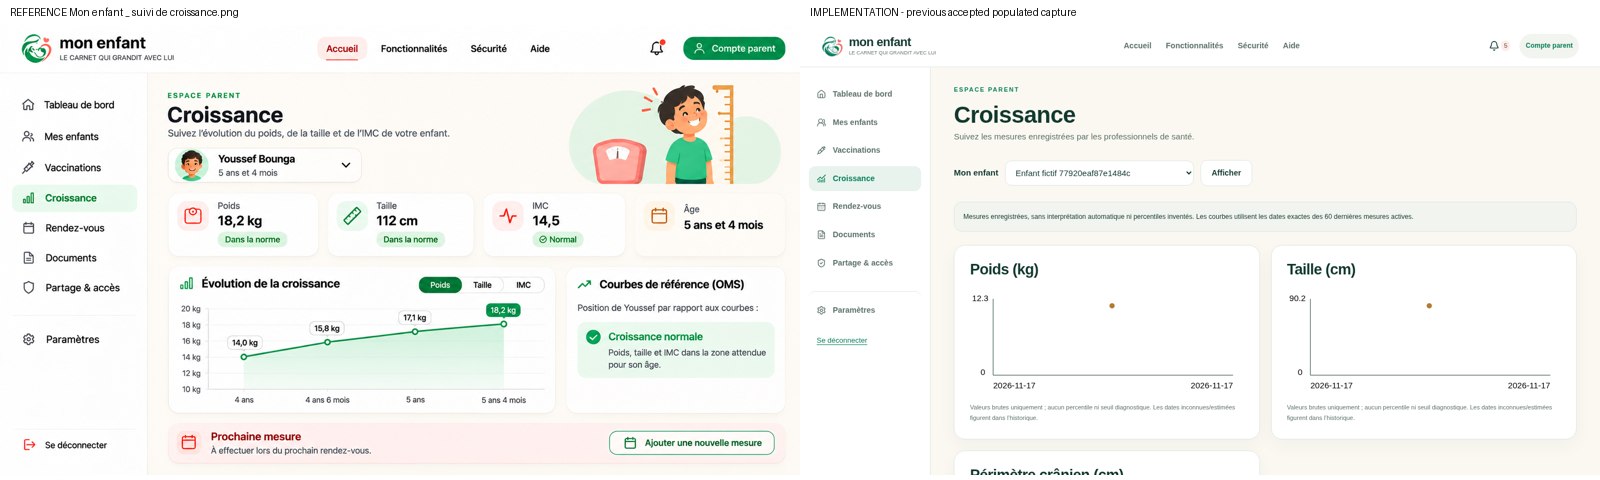 REFERENCE Mon enfant _ suivi de croissance.png
mon enfant
LE CARNET QUI GRANDIT AVEC LUI
Accueil
Fonctionnalités
Sécurité
Aide
Compte parent
Tableau de bord
Mes enfants
Vaccinations
Croissance
Rendez-vous
Documents
Partage & accès
Paramètres
Se déconnecter
ESPACE PARENT
Croissance
Suivez l'évolution du poids, de la taille et de l'IMC de votre enfant.
Youssef Bounga
5 ans et 4 mois
Poids
18,2 kg
Dans la norme
Taille
112 cm
Dans la norme
IMC
14,5
Normal
Âge
5 ans et 4 mois
Évolution de la croissance
Poids
Taille
IMC
20 kg
18 kg
16 kg
14 kg
12 kg
10 kg
14,0 kg
15,8 kg
17,1 kg
18,2 kg
4 ans
4 ans 6 mois
5 ans
5 ans 4 mois
Courbes de référence (OMS)
Position de Youssef par rapport aux courbes :
Croissance normale
Poids, taille et IMC dans la zone attendue
pour son âge.
Prochaine mesure
À effectuer lors du prochain rendez-vous.
Ajouter une nouvelle mesure
IMPLEMENTATION - previous accepted populated capture
mon enfant
LE CARNET QUI GRANDIT AVEC LUI
Accueil
Fonctionnalités
Sécurité
Aide
5
Compte parent
Tableau de bord
Mes enfants
Vaccinations
Croissance
Rendez-vous
Documents
Partage & accès
Paramètres
Se déconnecter
ESPACE PARENT
Croissance
Suivez les mesures enregistrées par les professionnels de santé.
Mon enfant
Enfant fictif 77920eaf87e1484c
Afficher
Mesures enregistrées, sans interprétation automatique ni percentiles inventés. Les courbes utilisent les dates exactes des 60 dernières mesures actives.
Poids (kg)
12.3
0
2026-11-17
2026-11-17
Valeurs brutes uniquement ; aucun percentile ni seuil diagnostique. Les dates inconnues/estimées
figurent dans l'historique.
Taille (cm)
90.2
0
2026-11-17
2026-11-17
Valeurs brutes uniquement ; aucun percentile ni seuil diagnostique. Les dates inconnues/estimées
figurent dans l'historique.
Périmètre crânien (cm)